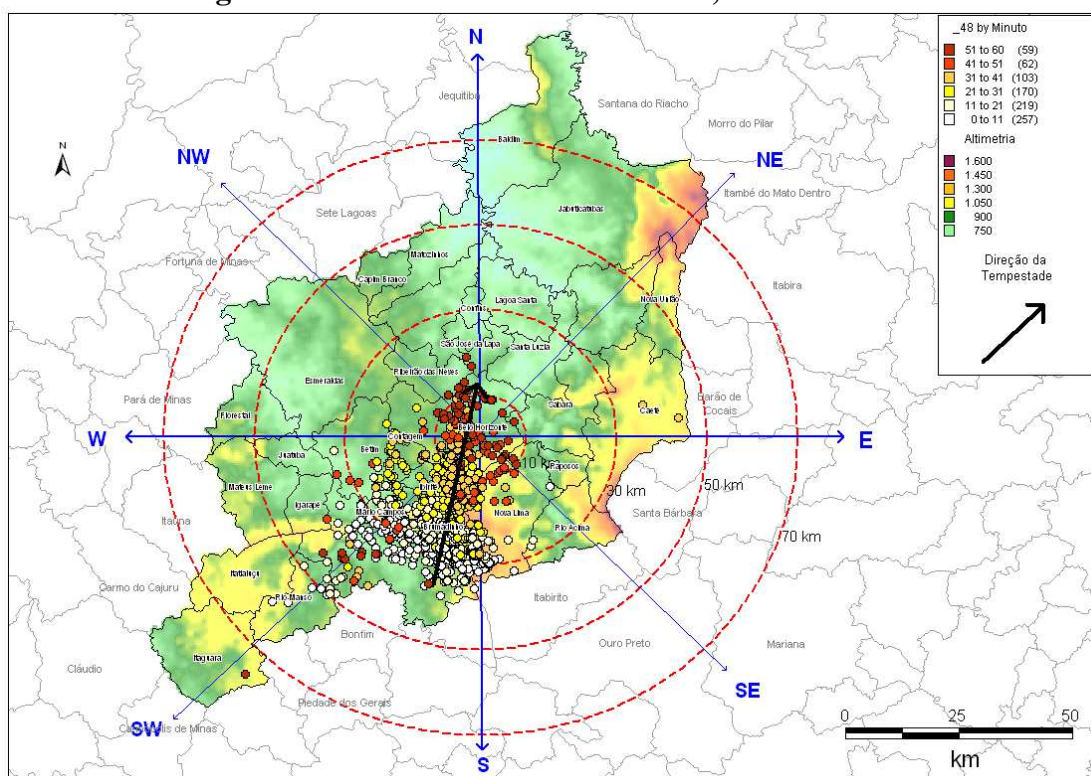 N
_48 by Minuto
51 to 60 (59)
41 to 51 (62)
31 to 41 (103)
21 to 31 (170)
11 to 21 (219)
0 to 11 (257)
Altimetria
1.600
1.450
1.300
1.050
900
750
Direção da
Tempestade
Jequitiba
Santana do Riacho
Morro do Pilar
Baldim
N
NW
NE
Itambé do Mato Dentro
Sete Lagoas
Jaboticatubas
Matozinhos
Fortuna de Minas
Capim Branco
Itabira
Lagoa Santa
Nova União
Confins
São José da Lapa
Santa Luzia
Ribeirão das Neves
Esmeraldas
Pará de Minas
Barão de
Cocais
Sabará
Caeté
Florestal
Belo Horizonte
W
Contagem
E
Betim
Juatuba
10 km
Raposos
Mateus Leme
Ibirité
30 km
50 km
Igarapé
Mário Campos
Nova Lima
Santa Bárbara
Itaúna
Brumadinho
Rio Acima
70 km
Itatiaiuçu
Carmo do Cajuru
Rio Manso
Itabirito
Bonfim
Ouro Preto
Mariana
Itaguara
Cláudio
SE
Piedade dos Gerais
SW
de Minas
0 25 50
S
km